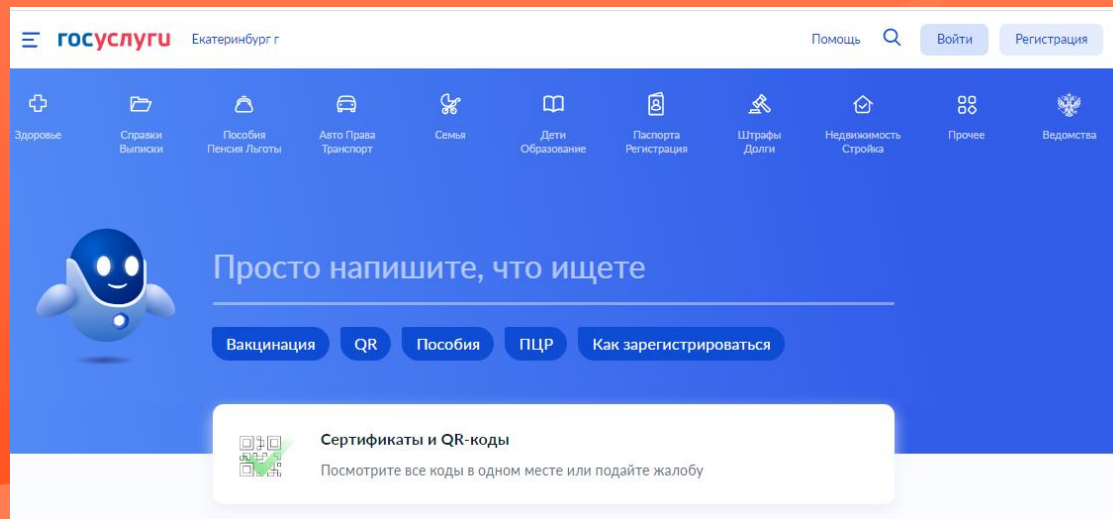 госуслуги Екатеринбург г Помощь Войти Регистрация
Здоровье
Справки Выписки
Пособия Пенсия Льготы
Авто Права Транспорт
Семья
Дети Образование
Паспорта Регистрация
Штрафы Долги
Недвижимость Стройка
Прочее
Ведомства
Просто напишите, что ищете
Вакцинация QR Пособия ПЦР Как зарегистрироваться
Сертификаты и QR-коды
Посмотрите все коды в одном месте или подайте жалобу